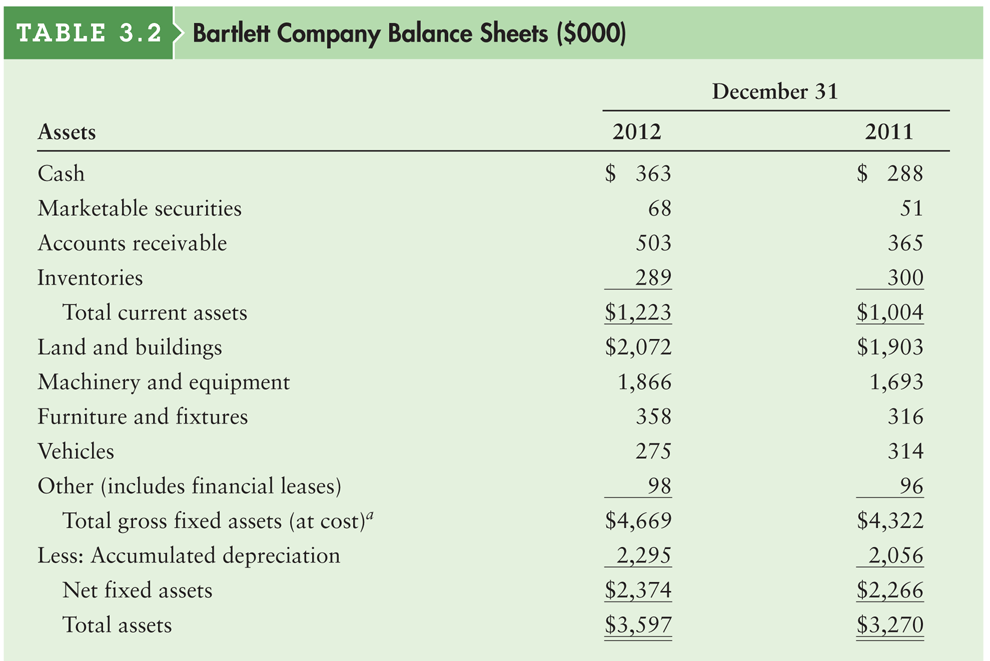 TABLE 3.2 Bartlett Company Balance Sheets ($000)
December 31
Assets 2012 2011
Cash $ 363 $ 288
Marketable securities 68 51
Accounts receivable 503 365
Inventories 289 300
Total current assets $1,223 $1,004
Land and buildings $2,072 $1,903
Machinery and equipment 1,866 1,693
Furniture and fixtures 358 316
Vehicles 275 314
Other (includes financial leases) 98 96
Total gross fixed assets (at cost)a $4,669 $4,322
Less: Accumulated depreciation 2,295 2,056
Net fixed assets $2,374 $2,266
Total assets $3,597 $3,270